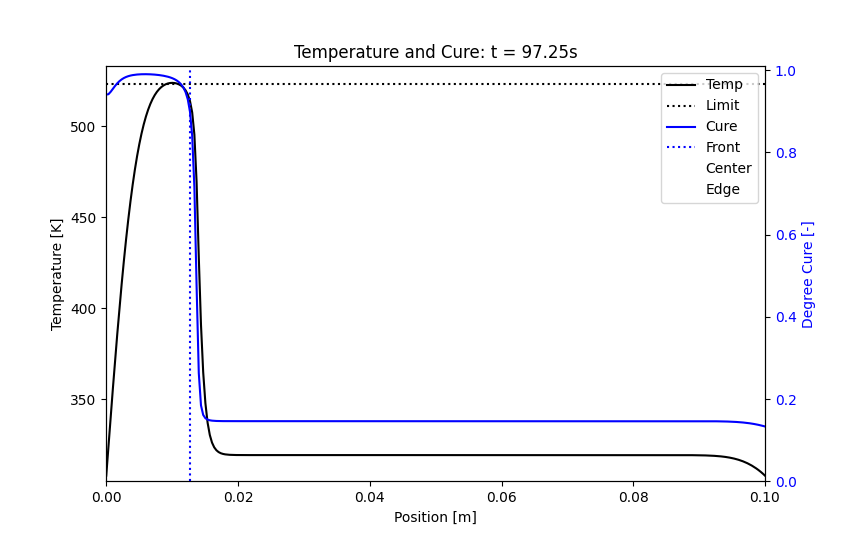 Temperature and Cure: t = 97.25s
500
450
400
350
Temperature [K]
1.0
0.8
0.6
0.4
0.2
0.0
Degree Cure [-]
Temp
Limit
Cure
Front
Center
Edge
0.00
0.02
0.04
0.06
0.08
0.10
Position [m]